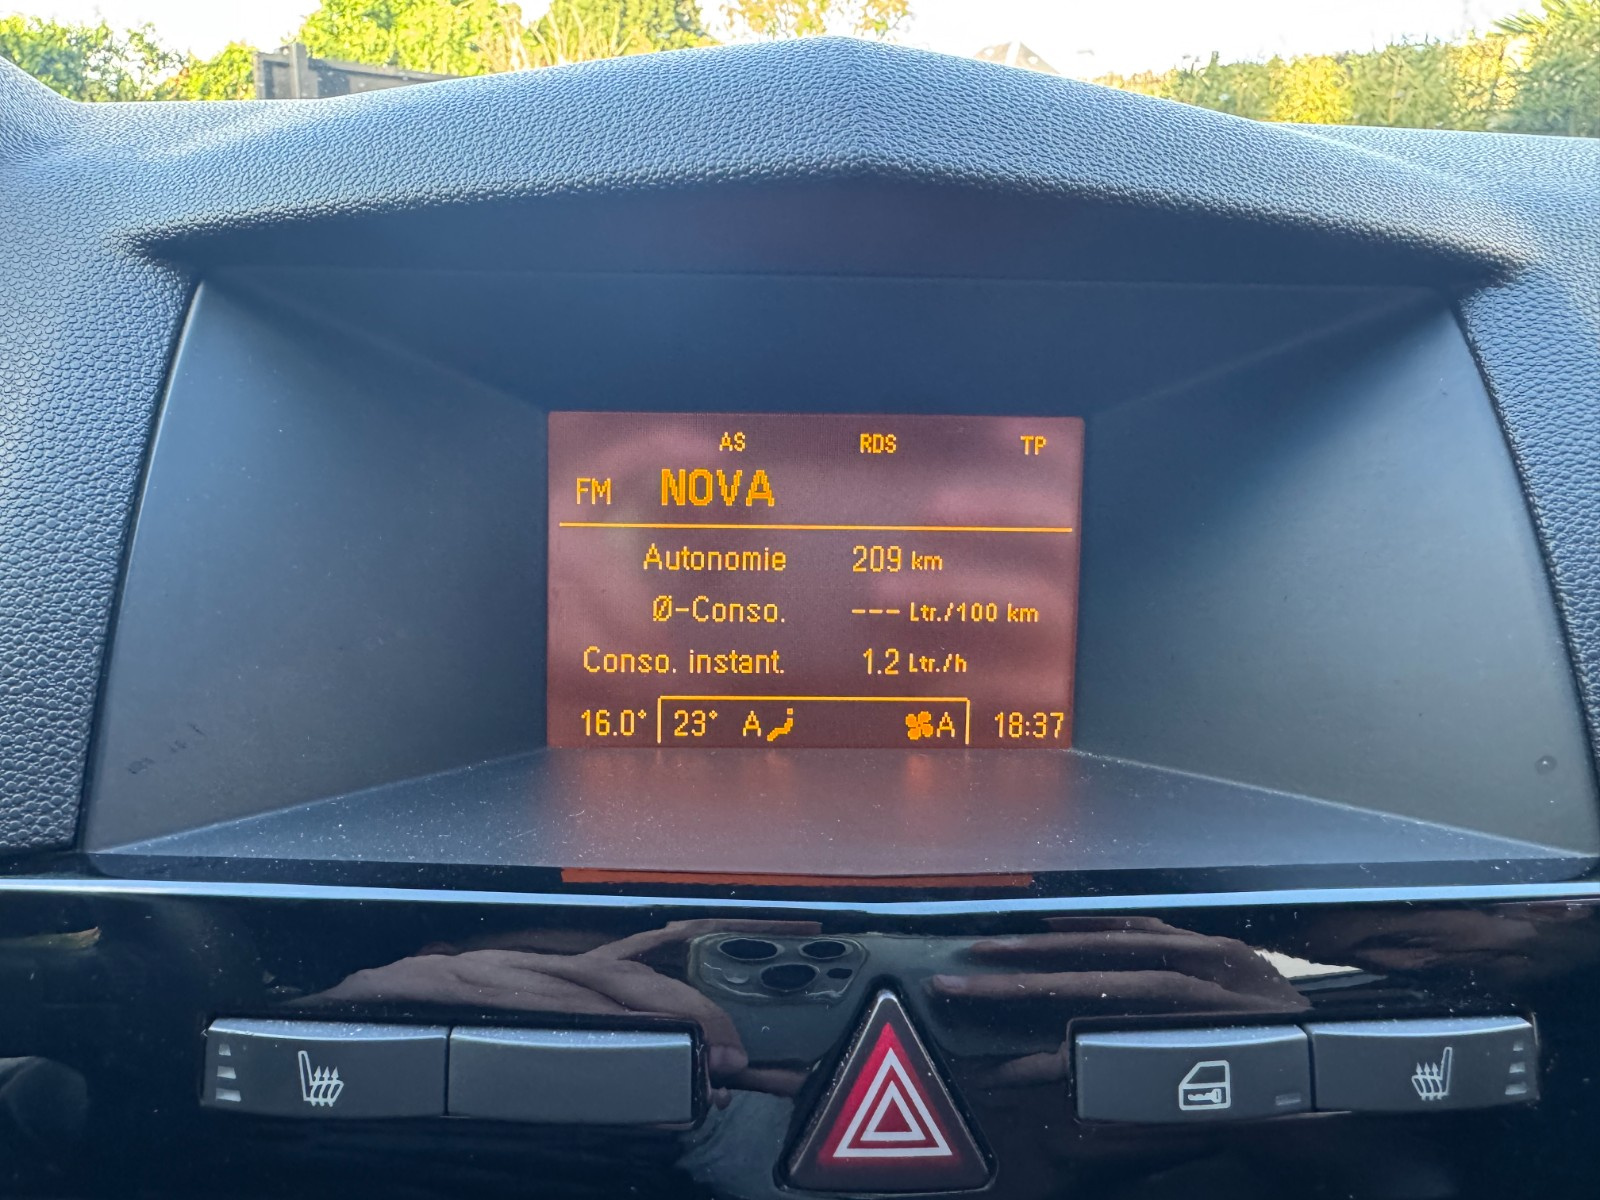 AS RDS TP
FM NOVA
Autonomie 209 km
Ø-Conso. --- Ltr./100 km
Conso. instant. 1.2 Ltr./h
16.0° 23° A A 18:37